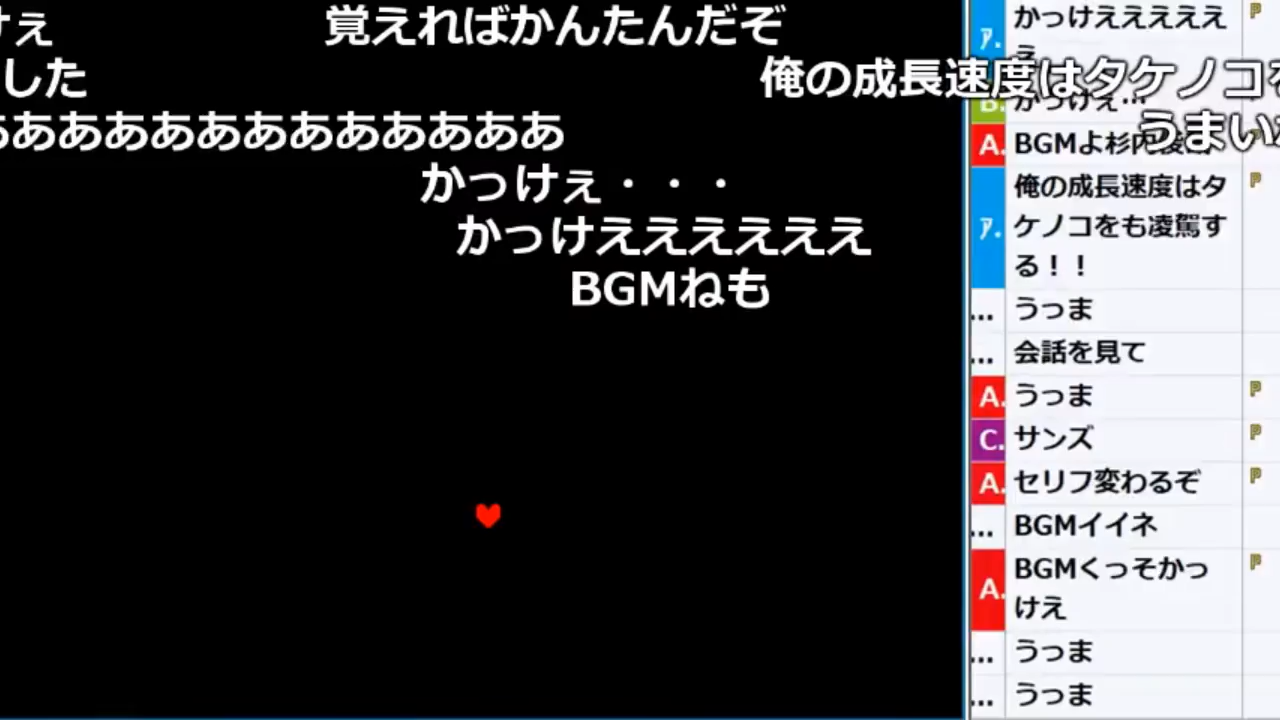 けぇ
覚えればかんたんだぞ
した
俺の成長速度はタケノコを
ああああああああああああ
うまい
かっけぇ・・・
かっけええええええ
BGMねも
ｱ.
かっけえええええ
え
B.
かっけぇ…
P
A.
BGMよ杉内
ｱ.
俺の成長速度はタ
ケノコをも凌駕す
る！！
P
...
うっま
...
会話を見て
A.
うっま
P
C.
サンズ
P
A.
セリフ変わるぞ
P
...
BGMイイネ
A.
BGMくっそかっ
けえ
P
...
うっま
...
うっま